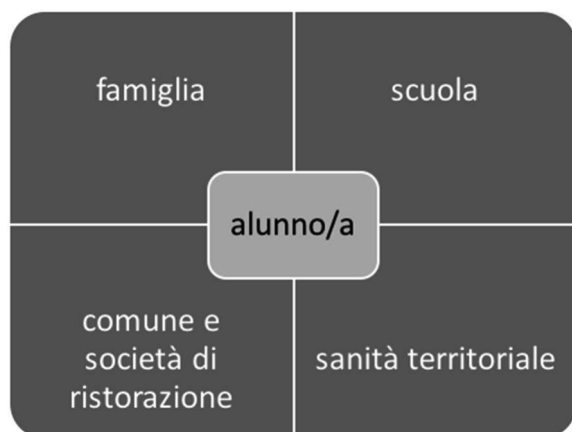 famiglia
scuola
alunno/a
comune e
società di
ristorazione
sanità territoriale